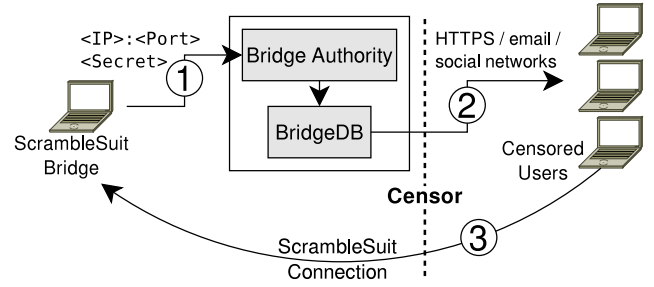 <IP>:<Port>
<Secret>
1
ScrambleSuit
Bridge
Bridge Authority
BridgeDB
HTTPS / email /
social networks
2
Censored
Users
Censor
3
ScrambleSuit
Connection